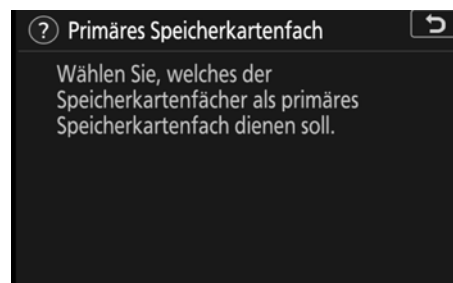 ? Primäres Speicherkartenfach
Wählen Sie, welches der
Speicherkartenfächer als primäres
Speicherkartenfach dienen soll.